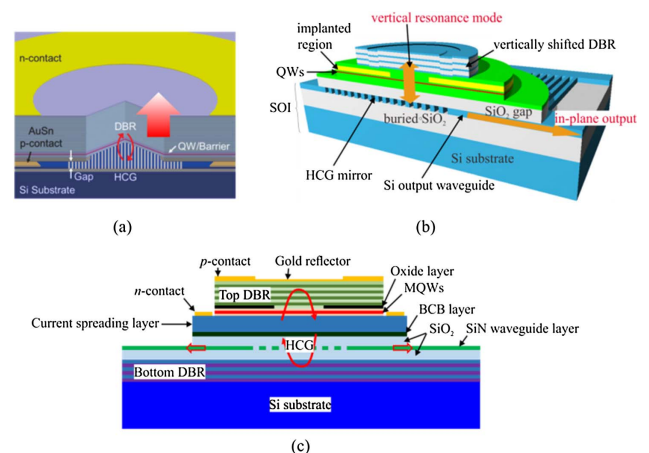 n-contact
AuSn
p-contact
DBR
QW/Barrier
Gap
HCG
Si Substrate
(a)
vertical resonance mode
implanted
region
vertically shifted DBR
QWs
SOI
SiO₂ gap
in-plane output
buried SiO₂
Si substrate
HCG mirror
Si output waveguide
(b)
p-contact
Gold reflector
Oxide layer
n-contact
Top DBR
MQWs
BCB layer
Current spreading layer
SiO₂
SiN waveguide layer
HCG
Bottom DBR
Si substrate
(c)